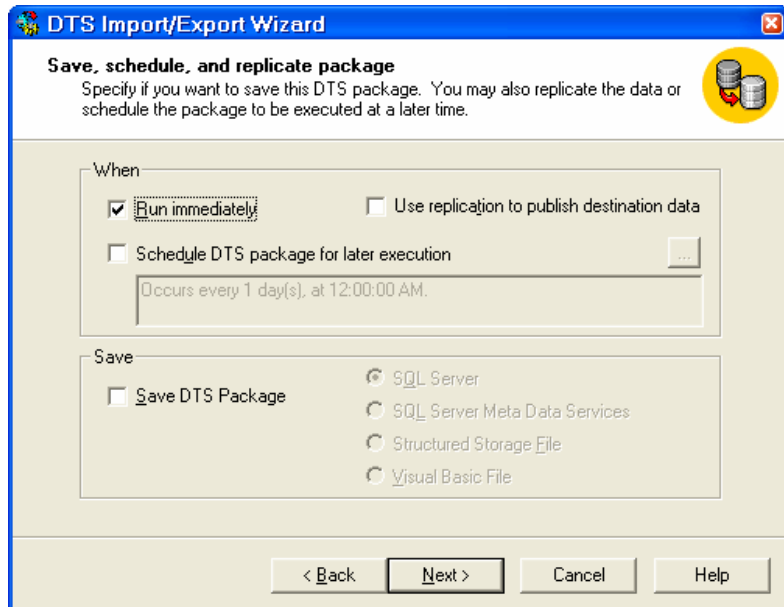 DTS Import/Export Wizard
Save, schedule, and replicate package
Specify if you want to save this DTS package. You may also replicate the data or
schedule the package to be executed at a later time.
When
Run immediately
Use replication to publish destination data
Schedule DTS package for later execution
...
Occurs every 1 day(s), at 12:00:00 AM.
Save
Save DTS Package
SQL Server
SQL Server Meta Data Services
Structured Storage File
Visual Basic File
< Back
Next >
Cancel
Help